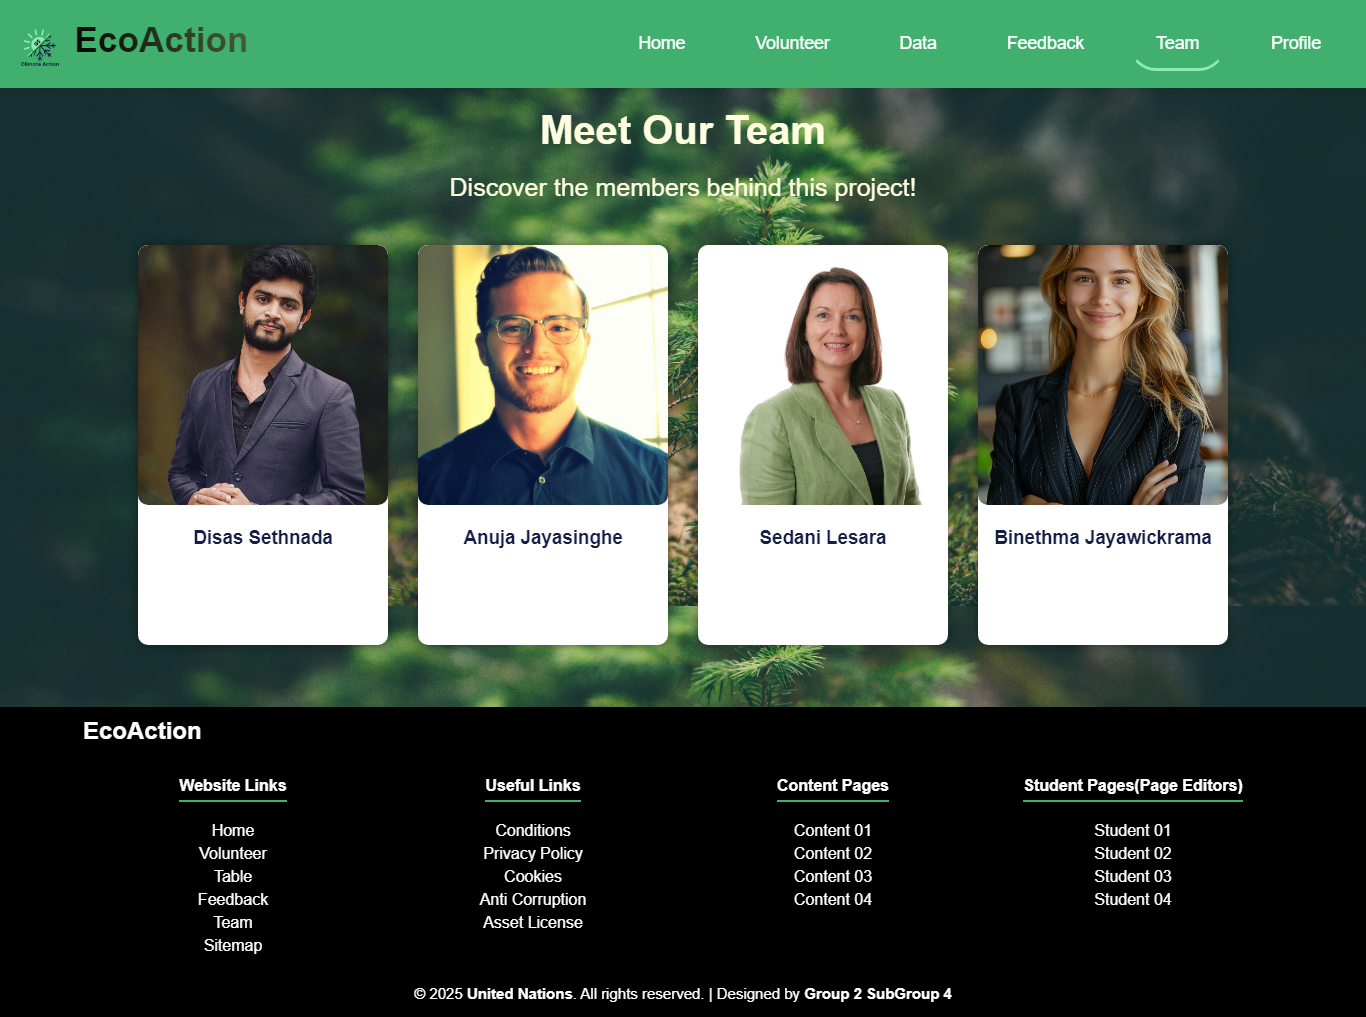 Climate Action
EcoAction
Home Volunteer Data Feedback Team Profile
Meet Our Team
Discover the members behind this project!
Disas Sethnada
Anuja Jayasinghe
Sedani Lesara
Binethma Jayawickrama
EcoAction
Website Links
Home
Volunteer
Table
Feedback
Team
Sitemap
Useful Links
Conditions
Privacy Policy
Cookies
Anti Corruption
Asset License
Content Pages
Content 01
Content 02
Content 03
Content 04
Student Pages(Page Editors)
Student 01
Student 02
Student 03
Student 04
© 2025 United Nations. All rights reserved. | Designed by Group 2 SubGroup 4